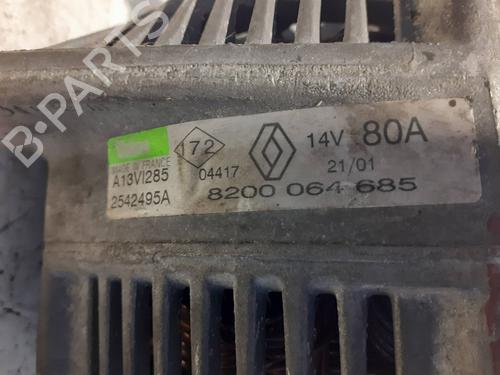 B-PARTS
MADE IN FRANCE
A13VI285
2542495A
172
04417
14V 80A
21/01
8200 064 685